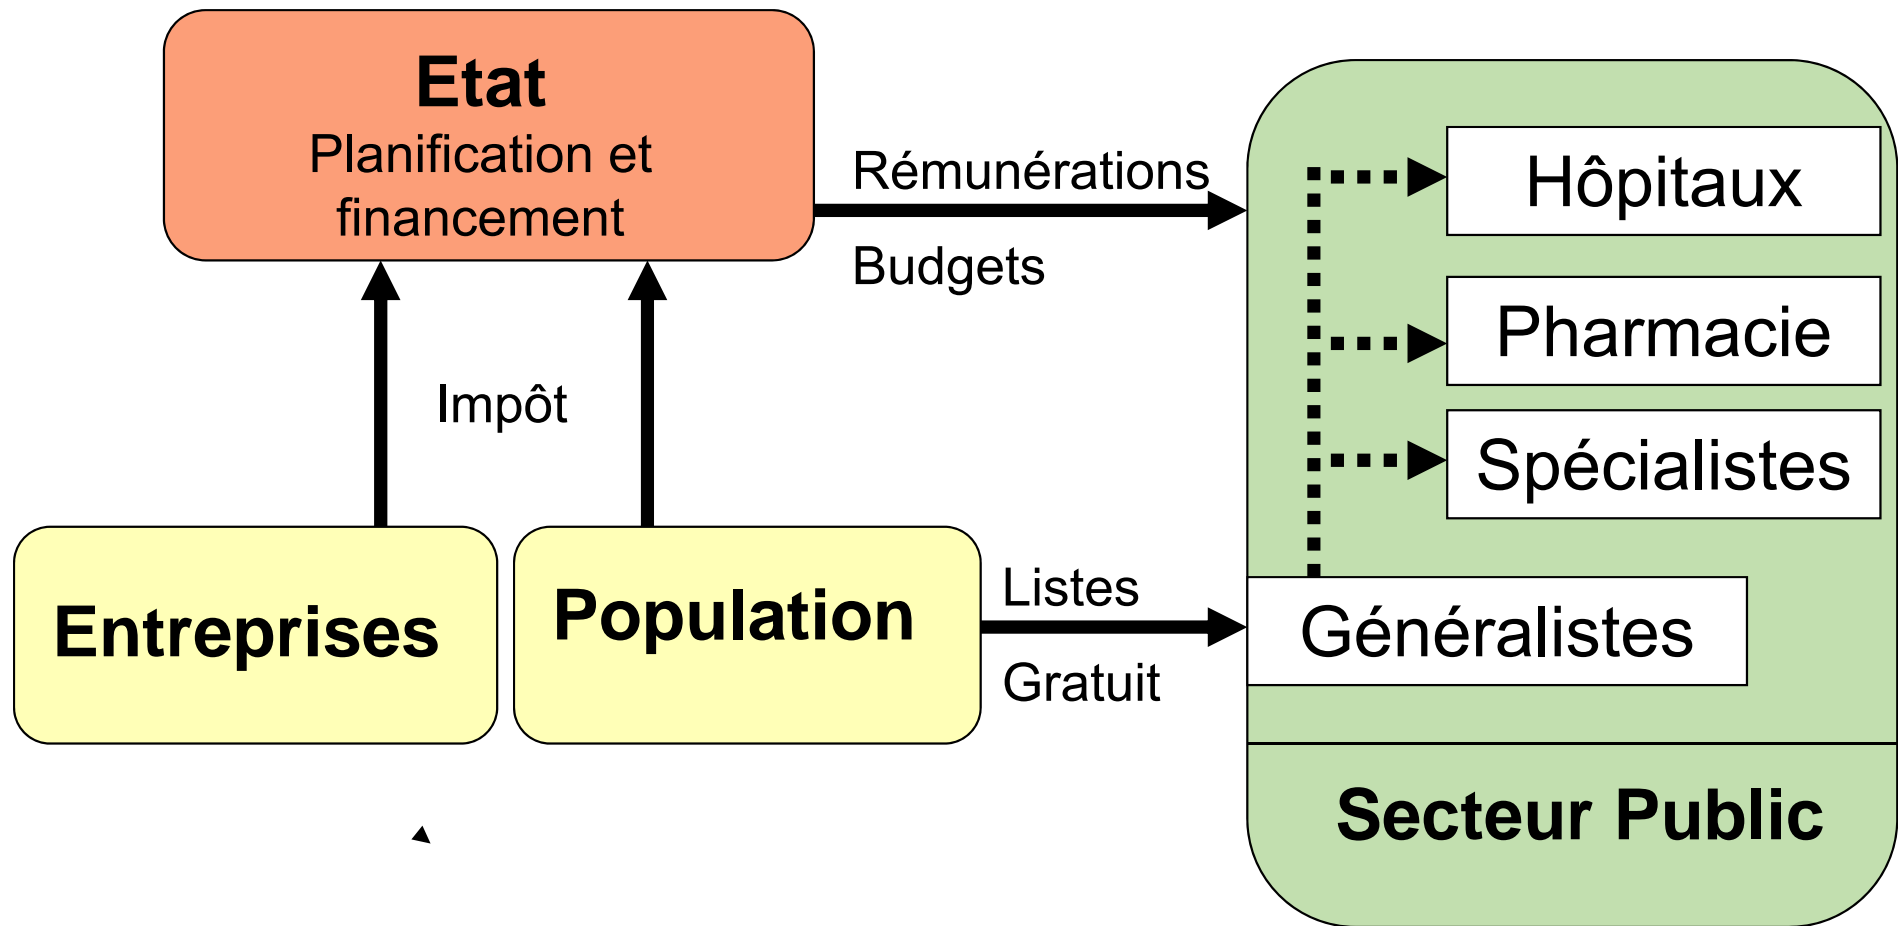 Etat
Planification et
financement
Rémunérations
Budgets
Hôpitaux
Pharmacie
Spécialistes
Impôt
Entreprises
Population
Listes
Gratuit
Généralistes
Secteur Public